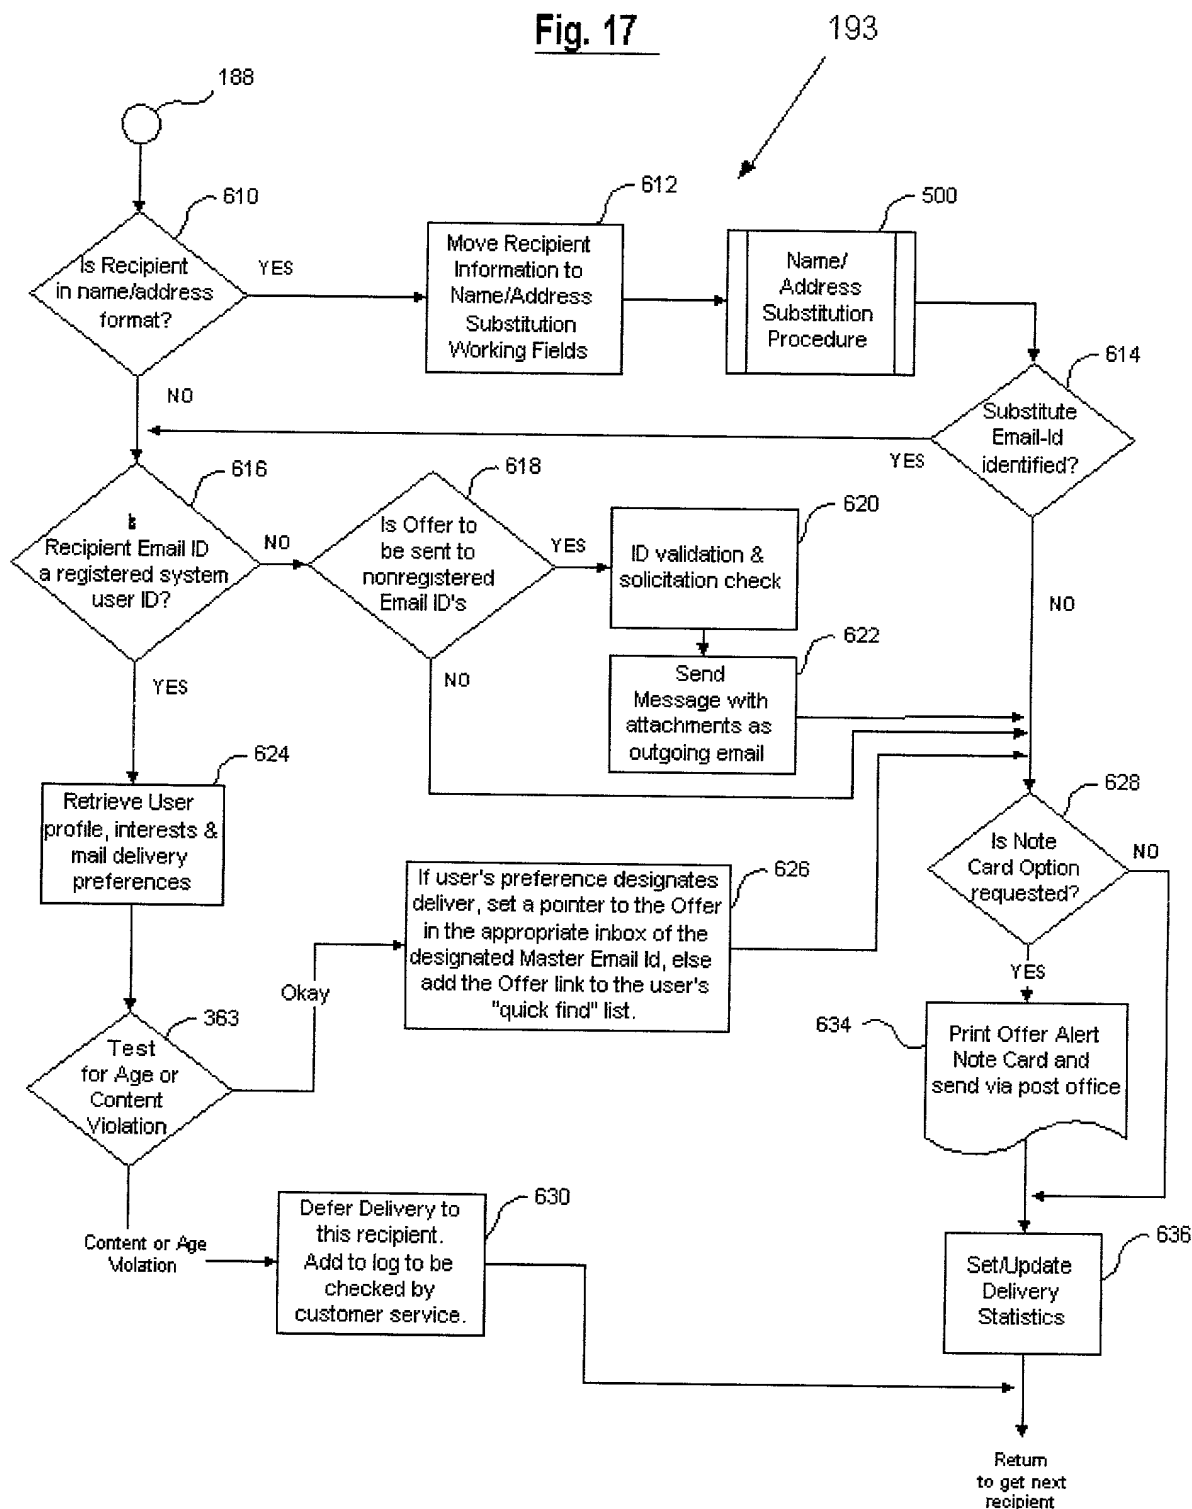 Fig. 17
193
188
610
Is Recipient
in name/address
format?
YES
NO
612
Move Recipient
Information to
Name/Address
Substitution
Working Fields
500
Name/
Address
Substitution
Procedure
614
Substitute
Email-Id
identified?
YES
NO
616
Is
Recipient Email ID
a registered system
user ID?
NO
YES
618
Is Offer to
be sent to
nonregistered
Email ID's
YES
NO
620
ID validation &
solicitation check
622
Send
Message with
attachments as
outgoing email
624
Retrieve User
profile, interests &
mail delivery
preferences
626
If user's preference designates
deliver, set a pointer to the Offer
in the appropriate inbox of the
designated Master Email Id, else
add the Offer link to the user's
"quick find" list.
628
Is Note
Card Option
requested?
NO
YES
363
Test
for Age or
Content
Violation
Okay
Content or Age
Violation
630
Defer Delivery to
this recipient.
Add to log to be
checked by
customer service.
634
Print Offer Alert
Note Card and
send via post office
636
Set/Update
Delivery
Statistics
Return
to get next
recipient